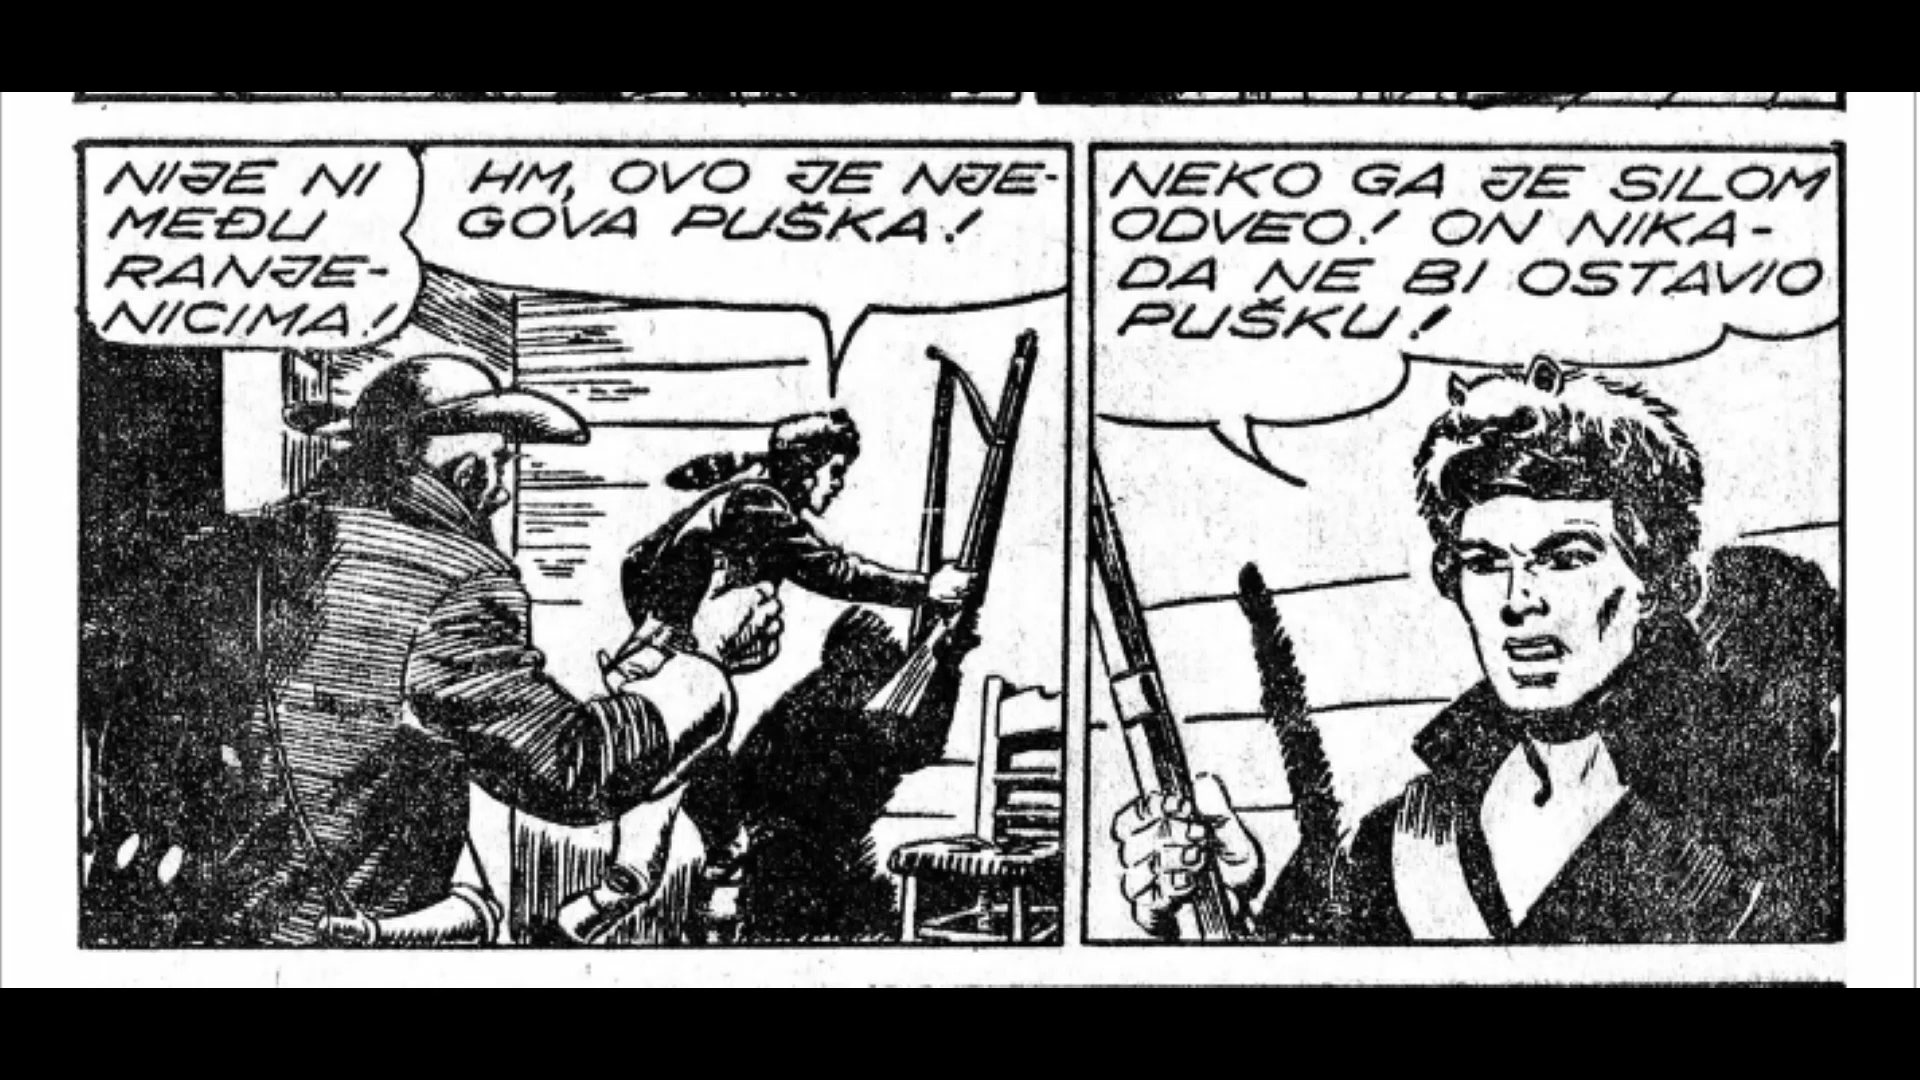 NIJE NI
MEĐU
RANJE-
NICIMA!
HM, OVO JE NJE-
GOVA PUŠKA!
NEKO GA JE SILOM
ODVEO! ON NIKA-
DA NE BI OSTAVIO
PUŠKU!